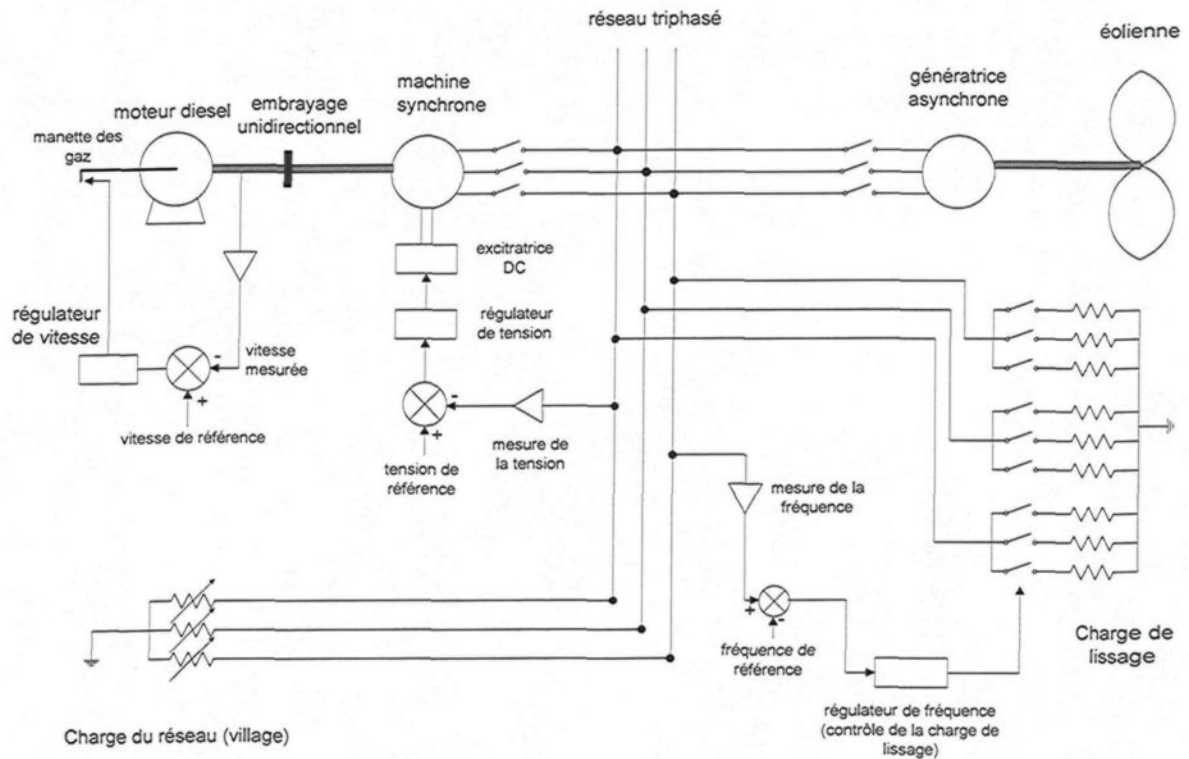 réseau triphasé
éolienne
machine
synchrone
génératrice
asynchrone
moteur diesel
embrayage
unidirectionnel
manette des
gaz
excitratrice
DC
régulateur
de vitesse
régulateur
de tension
-
vitesse
mesurée
+
vitesse de référence
-
+
mesure de
la tension
tension de
référence
mesure de la
fréquence
+
-
fréquence de
référence
Charge de
lissage
régulateur de fréquence
(contrôle de la charge de
lissage)
Charge du réseau (village)